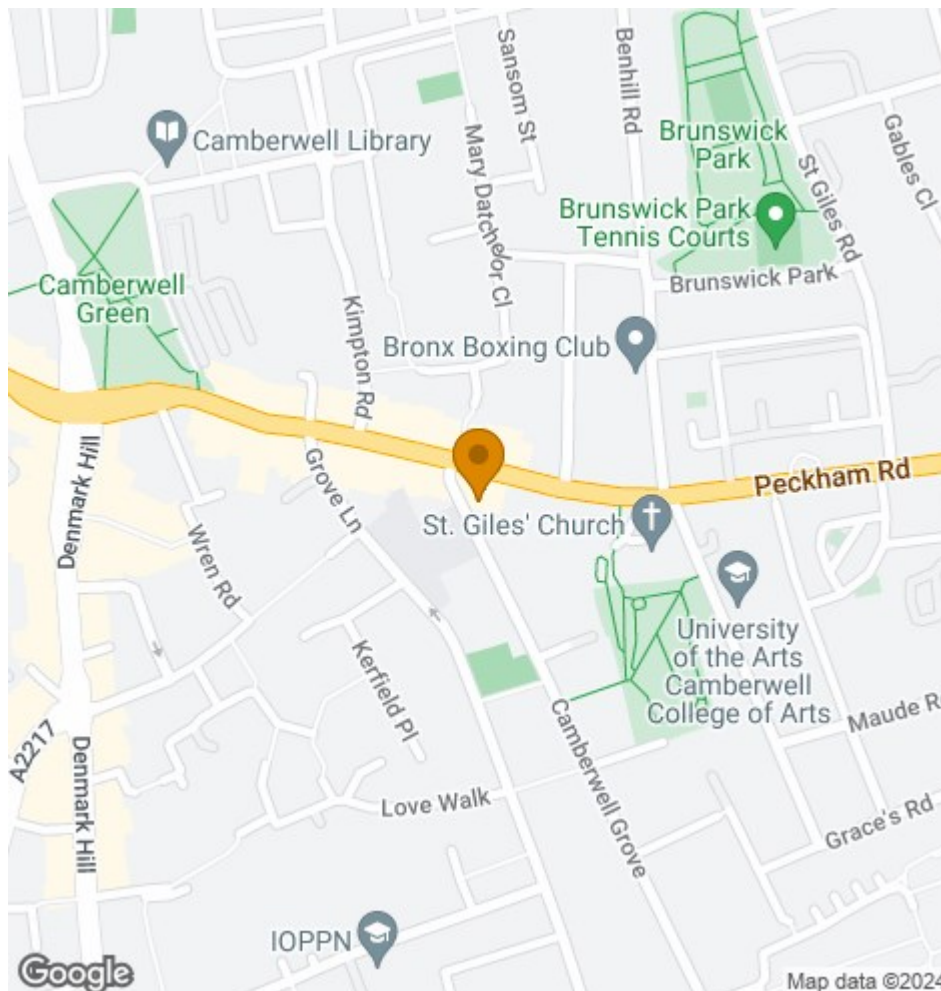 Sansom St
Benhill Rd
Brunswick
Park
Camberwell Library
Mary Datchelor Cl
St Giles Rd
Gables Cl
Brunswick Park
Tennis Courts
Camberwell
Green
Kimpton Rd
Brunswick Park
Bronx Boxing Club
Peckham Rd
Denmark Hill
Grove Ln
St. Giles' Church
Wren Rd
University
of the Arts
Camberwell
College of Arts
Kerfield Pl
Camberwell Grove
Maude R
A2217
Denmark Hill
Love Walk
Grace's Rd
IOPPN
Google
Map data ©2024